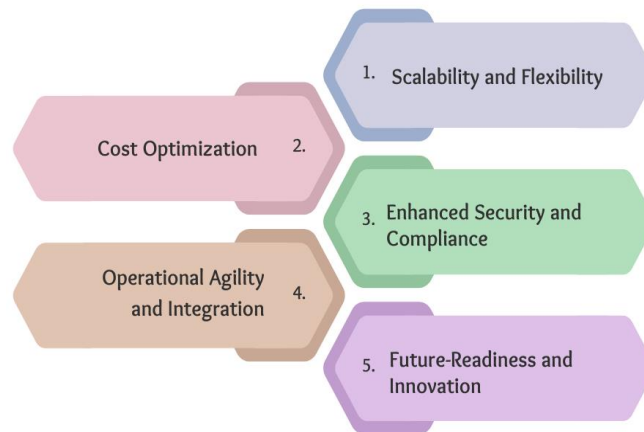 1. Scalability and Flexibility
Cost Optimization 2.
3. Enhanced Security and
Compliance
Operational Agility
and Integration 4.
5. Future-Readiness and
Innovation